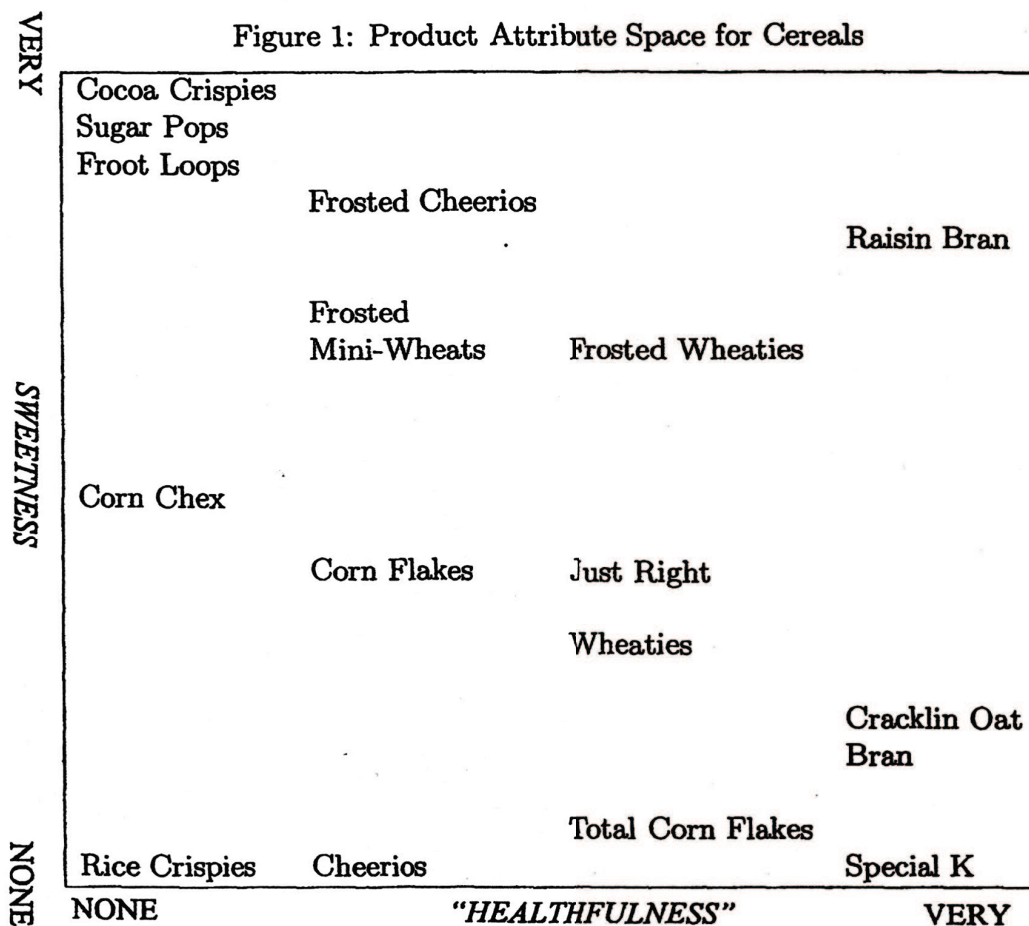 Figure 1: Product Attribute Space for Cereals
VERY
Cocoa Crispies
Sugar Pops
Froot Loops
Frosted Cheerios
Raisin Bran
Frosted
Mini-Wheats Frosted Wheaties
SWEETNESS
Corn Chex
Corn Flakes Just Right
Wheaties
Cracklin Oat
Bran
Total Corn Flakes
NONE
Rice Crispies Cheerios Special K
NONE "HEALTHFULNESS" VERY